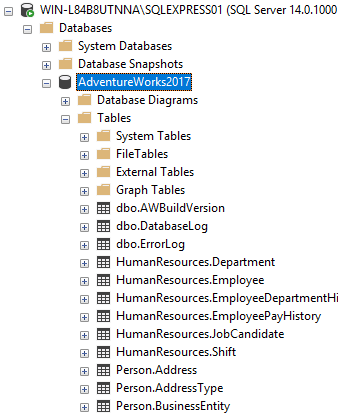 WIN-L84B8UTNNA\SQLEXPRESS01 (SQL Server 14.0.1000
Databases
System Databases
Database Snapshots
AdventureWorks2017
Database Diagrams
Tables
System Tables
FileTables
External Tables
Graph Tables
dbo.AWBuildVersion
dbo.DatabaseLog
dbo.ErrorLog
HumanResources.Department
HumanResources.Employee
HumanResources.EmployeeDepartmentHi
HumanResources.EmployeePayHistory
HumanResources.JobCandidate
HumanResources.Shift
Person.Address
Person.AddressType
Person.BusinessEntity